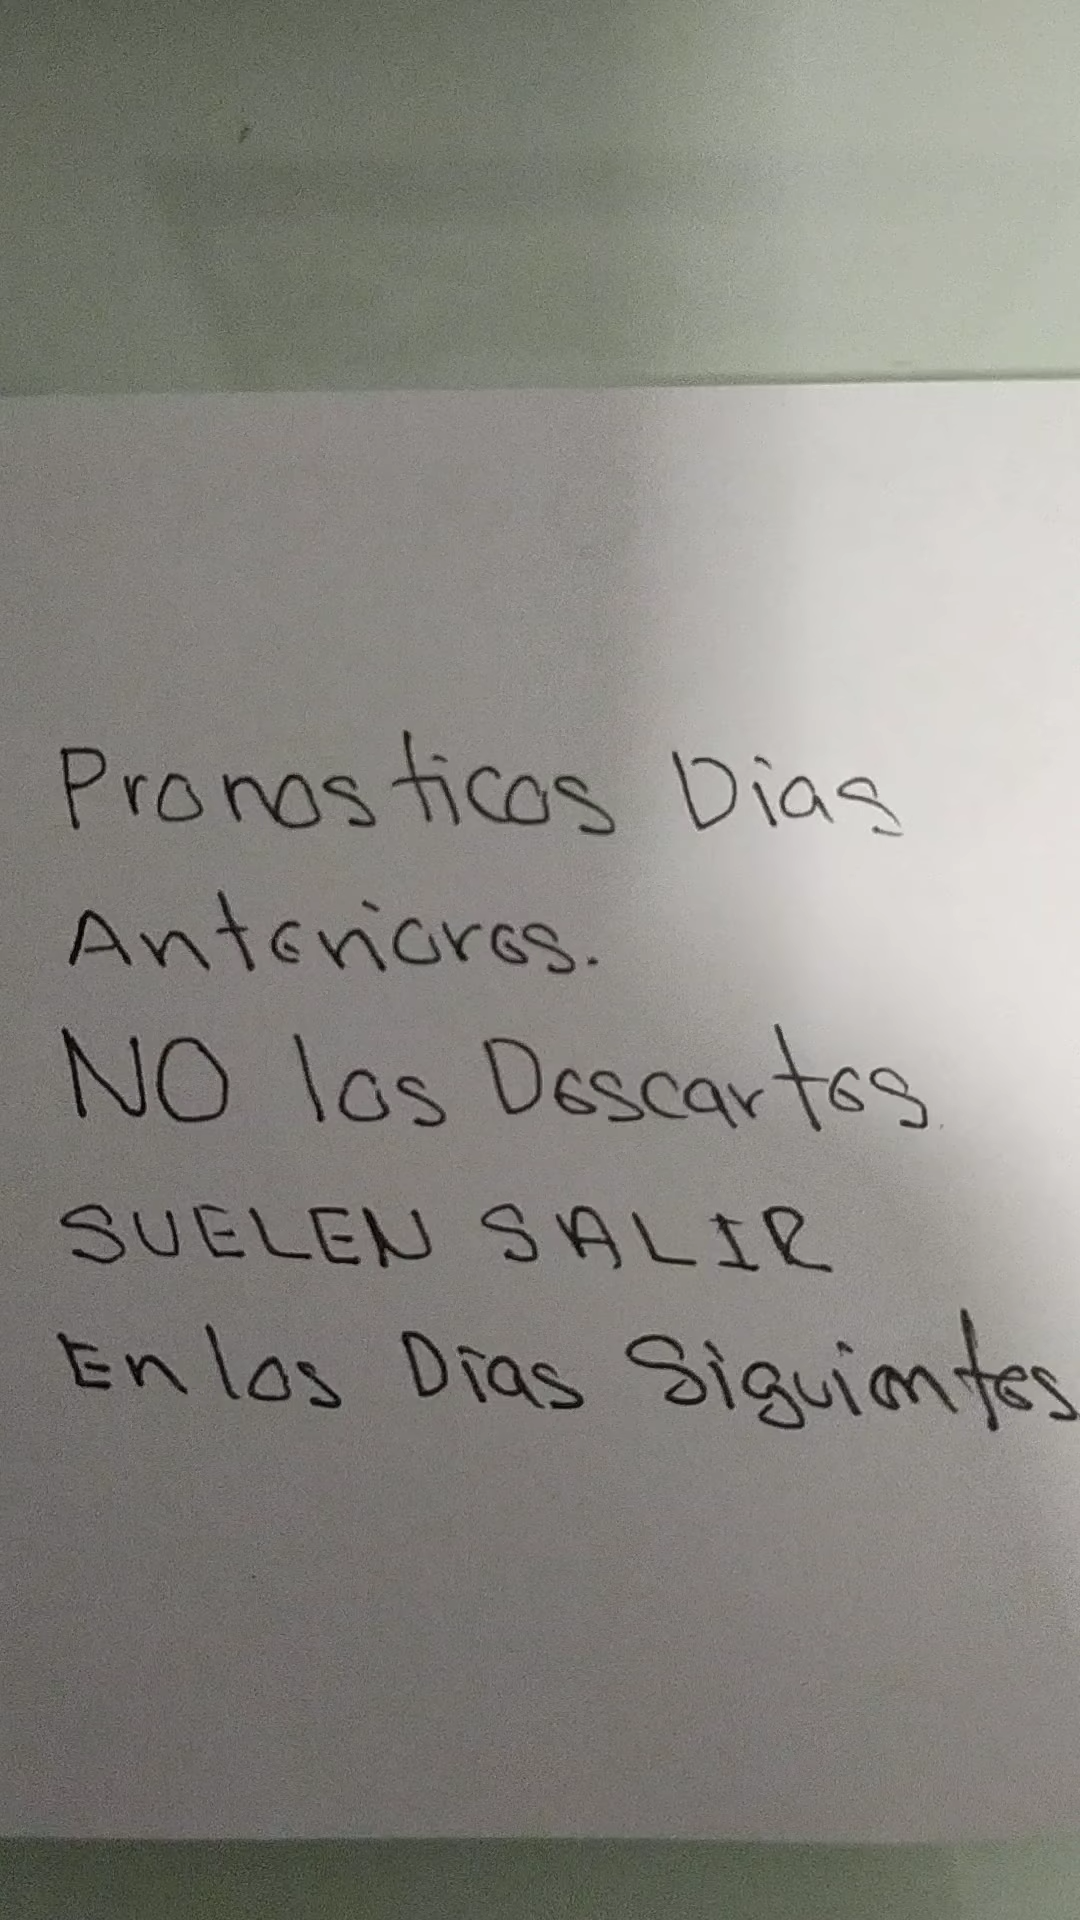 Pronosticos Dias
Anteriores.
NO los Descartes.
SUELEN SALIR
En los Dias Siguientes